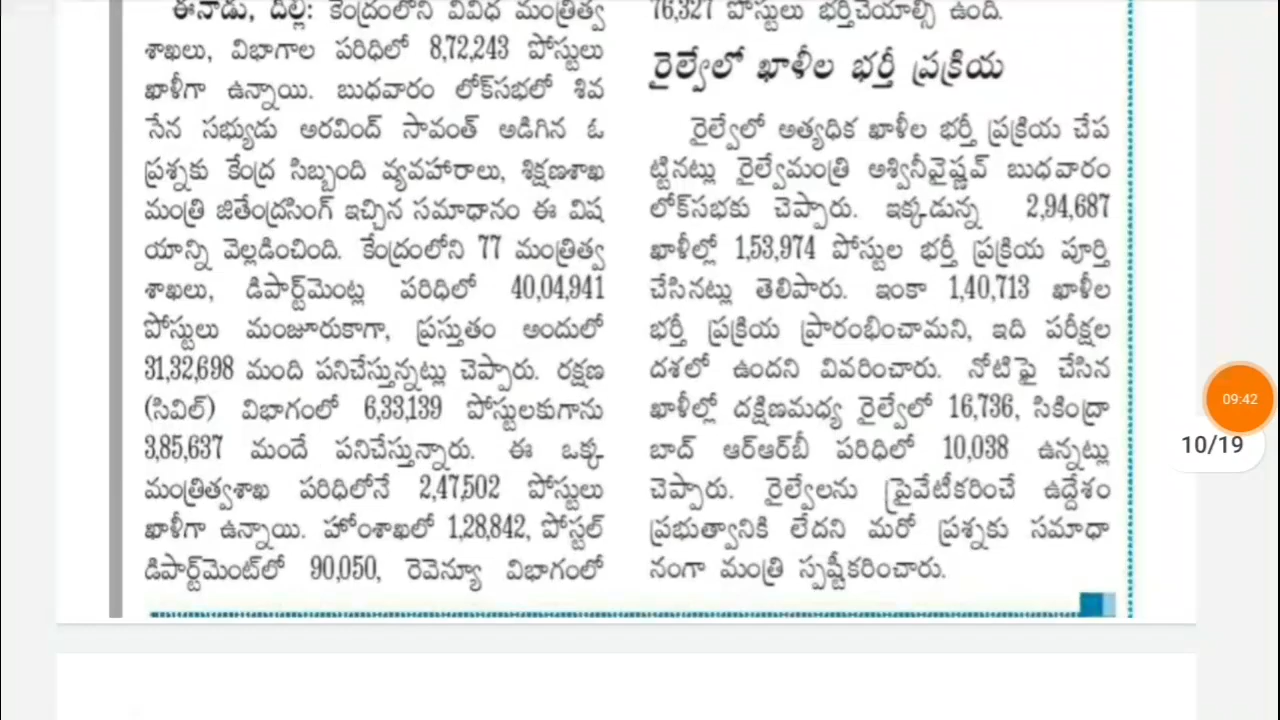 ఈనాడు, దిల్లీ: కేంద్రంలోని వివిధ మంత్రిత్వ
శాఖలు, విభాగాల పరిధిలో 8,72,243 పోస్టులు
ఖాళీగా ఉన్నాయి. బుధవారం లోక్‌సభలో శివ
సేన సభ్యుడు అరవింద్ సావంత్ అడిగిన ఓ
ప్రశ్నకు కేంద్ర సిబ్బంది వ్యవహారాలు, శిక్షణశాఖ
మంత్రి జితేంద్రసింగ్ ఇచ్చిన సమాధానం ఈ విష
యాన్ని వెల్లడించింది. కేంద్రంలోని 77 మంత్రిత్వ
శాఖలు, డిపార్ట్‌మెంట్ల పరిధిలో 40,04,941
పోస్టులు మంజూరుకాగా, ప్రస్తుతం అందులో
31,32,698 మంది పనిచేస్తున్నట్లు చెప్పారు. రక్షణ
(సివిల్) విభాగంలో 6,33,139 పోస్టులకుగాను
3,85,637 మందే పనిచేస్తున్నారు. ఈ ఒక్క
మంత్రిత్వశాఖ పరిధిలోనే 2,47,502 పోస్టులు
ఖాళీగా ఉన్నాయి. హోంశాఖలో 1,28,842, పోస్టల్
డిపార్ట్‌మెంట్‌లో 90,050, రెవెన్యూ విభాగంలో
76,327 పోస్టులు భర్తీచేయాల్సి ఉంది.
రైల్వేలో ఖాళీల భర్తీ ప్రక్రియ
రైల్వేలో అత్యధిక ఖాళీల భర్తీ ప్రక్రియ చేప
ట్టినట్లు రైల్వేమంత్రి అశ్వినీవైష్ణవ్ బుధవారం
లోక్‌సభకు చెప్పారు. ఇక్కడున్న 2,94,687
ఖాళీల్లో 1,53,974 పోస్టుల భర్తీ ప్రక్రియ పూర్తి
చేసినట్లు తెలిపారు. ఇంకా 1,40,713 ఖాళీల
భర్తీ ప్రక్రియ ప్రారంభించామని, ఇది పరీక్షల
దశలో ఉందని వివరించారు. నోటిఫై చేసిన
ఖాళీల్లో దక్షిణమధ్య రైల్వేలో 16,736, సికింద్రా
బాద్ ఆర్ఆర్‌బీ పరిధిలో 10,038 ఉన్నట్లు
చెప్పారు. రైల్వేలను ప్రైవేటీకరించే ఉద్దేశం
ప్రభుత్వానికి లేదని మరో ప్రశ్నకు సమాధా
నంగా మంత్రి స్పష్టీకరించారు.
09:42
10/19